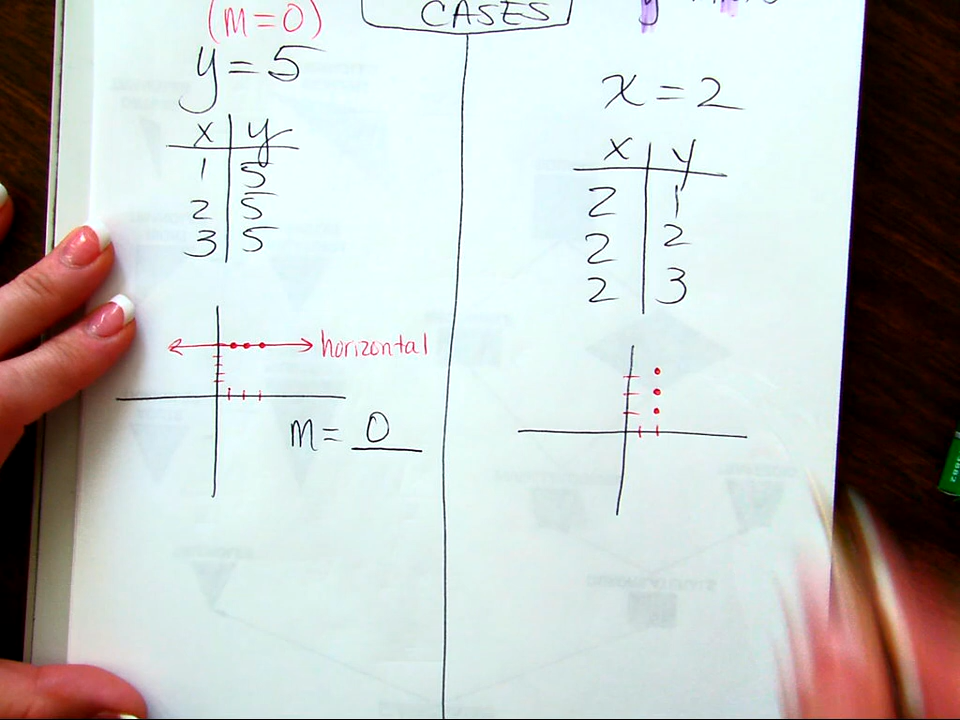 CASES
(m=0)
y=5
x | y
1 | 5
2 | 5
3 | 5
horizontal
m= 0
x=2
x | y
2 | 1
2 | 2
2 | 3